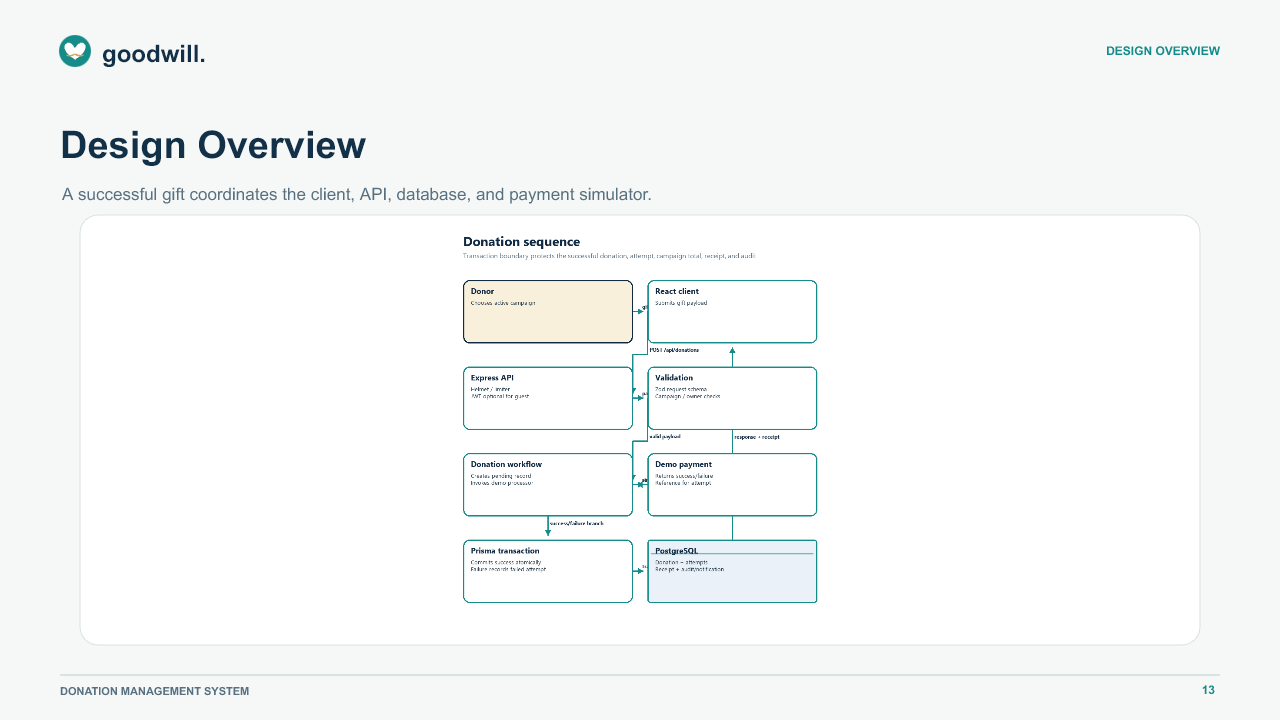 goodwill.
DESIGN OVERVIEW
Design Overview
A successful gift coordinates the client, API, database, and payment simulator.
Donation sequence
Transaction boundary protects the successful donation, attempt, campaign total, receipt, and audit.
Donor
Chooses active campaign
React client
Submits gift payload
POST /api/donations
Express API
Helmet / limiter
JWT optional for guest
Validation
Zod request schema
Campaign / owner checks
valid payload
response + receipt
Donation workflow
Creates pending record
Invokes demo processor
Demo payment
Returns success/failure
Reference for attempt
success/failure branch
Prisma transaction
Commits success atomically
Failure records failed attempt
PostgreSQL
Donation + attempts
Receipt + audit/notification
DONATION MANAGEMENT SYSTEM
13